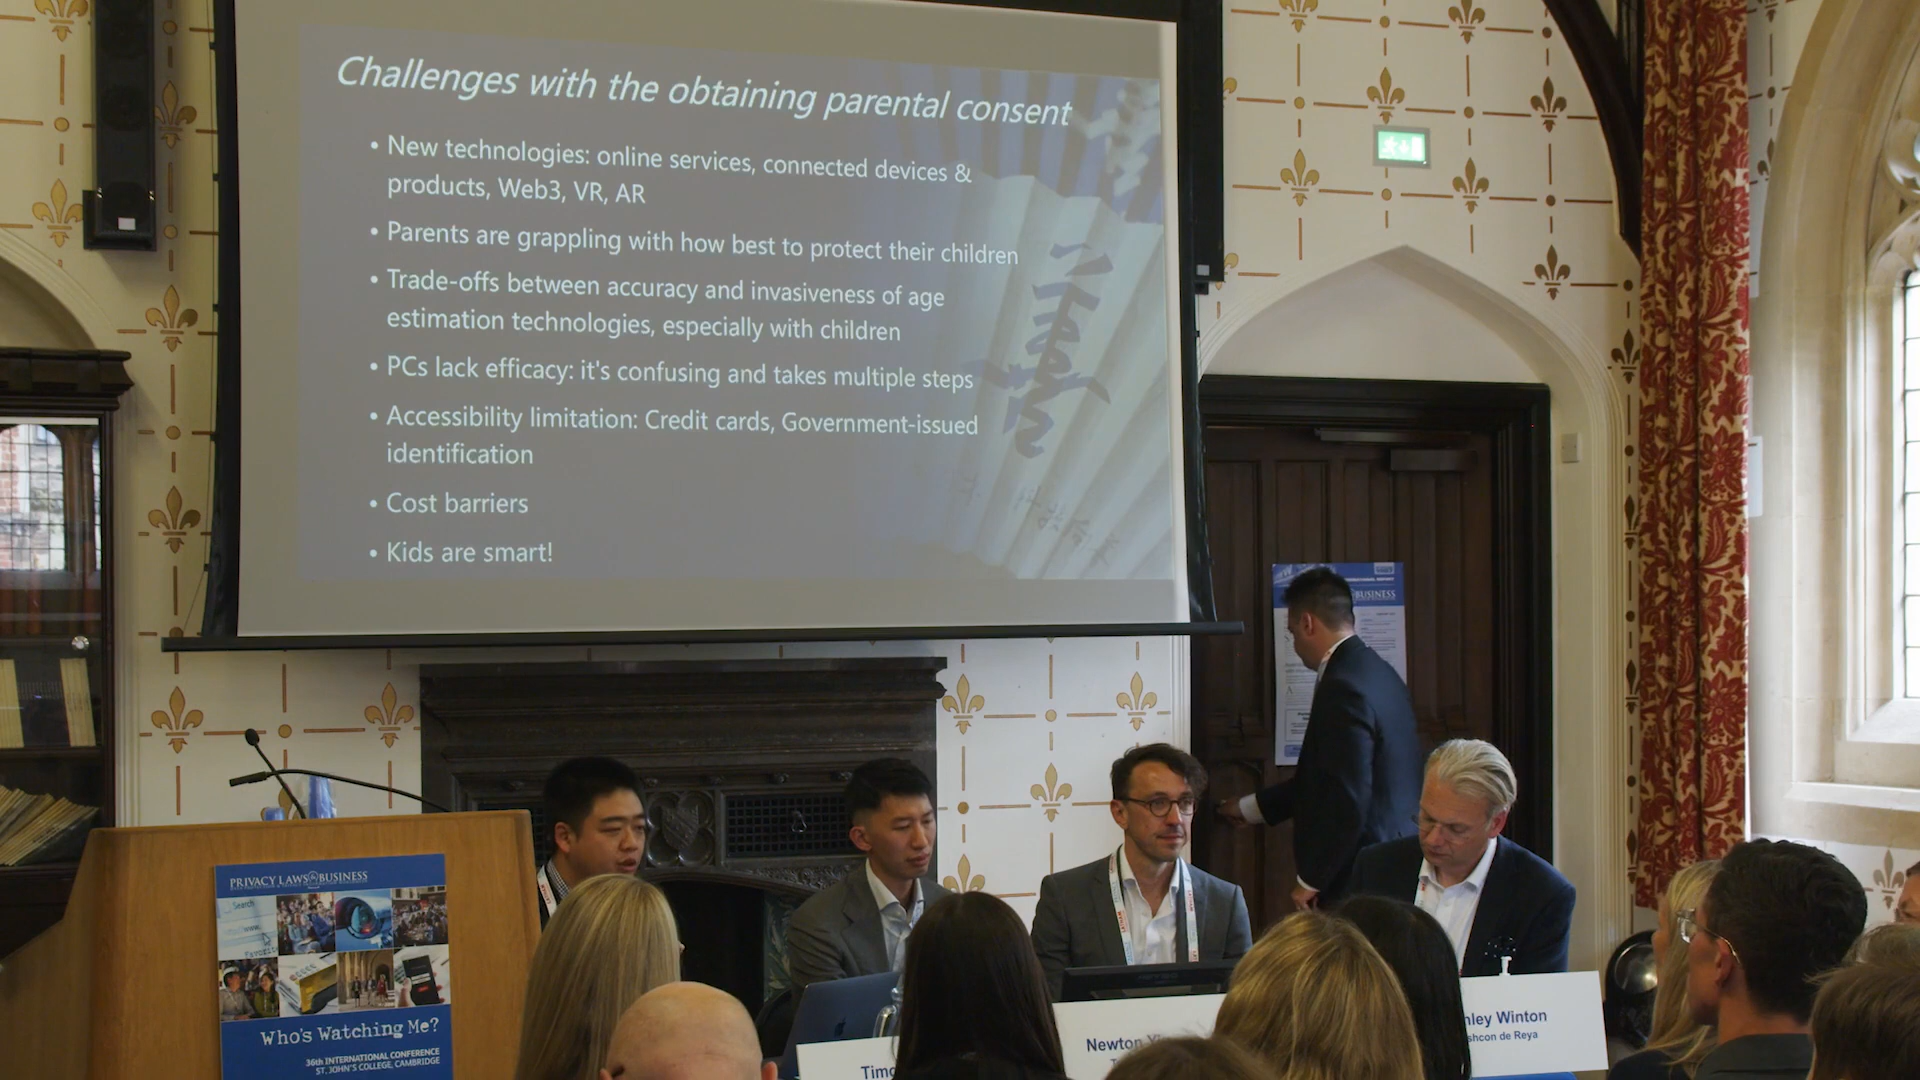 Challenges with the obtaining parental consent
• New technologies: online services, connected devices &
products, Web3, VR, AR
• Parents are grappling with how best to protect their children
• Trade-offs between accuracy and invasiveness of age
estimation technologies, especially with children
• PCs lack efficacy: it's confusing and takes multiple steps
• Accessibility limitation: Credit cards, Government-issued
identification
• Cost barriers
• Kids are smart!
BUSINESS
PRIVACY LAWS & BUSINESS
Search
www.
Who's Watching Me?
36th INTERNATIONAL CONFERENCE
ST. JOHN'S COLLEGE, CAMBRIDGE
Timo
Newton
nley Winton
shcon de Reya